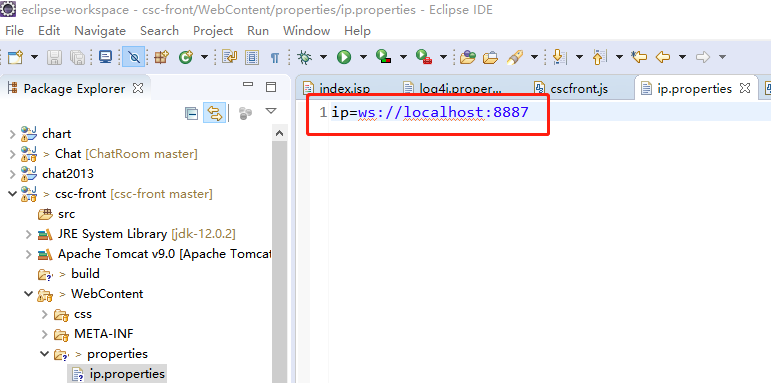 eclipse-workspace - csc-front/WebContent/properties/ip.properties - Eclipse IDE
File Edit Navigate Search Project Run Window Help
Package Explorer
index.jsp log4j.proper... cscfront.js ip.properties
1 ip=ws://localhost:8887
chart
> Chat [ChatRoom master]
chat2013
> csc-front [csc-front master]
src
JRE System Library [jdk-12.0.2]
Apache Tomcat v9.0 [Apache Tomcat
> build
> WebContent
css
META-INF
> properties
ip.properties